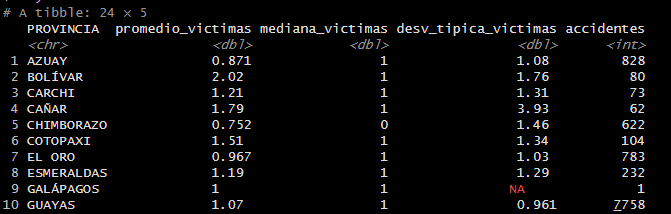 # A tibble: 24 × 5
PROVINCIA promedio_victimas mediana_victimas desv_tipica_victimas accidentes
<chr> <dbl> <dbl> <dbl> <int>
1 AZUAY 0.871 1 1.08 828
2 BOLÍVAR 2.02 1 1.76 80
3 CARCHI 1.21 1 1.31 73
4 CAÑAR 1.79 1 3.93 62
5 CHIMBORAZO 0.752 0 1.46 622
6 COTOPAXI 1.51 1 1.34 104
7 EL ORO 0.967 1 1.03 783
8 ESMERALDAS 1.19 1 1.29 232
9 GALÁPAGOS 1 1 NA 1
10 GUAYAS 1.07 1 0.961 7758